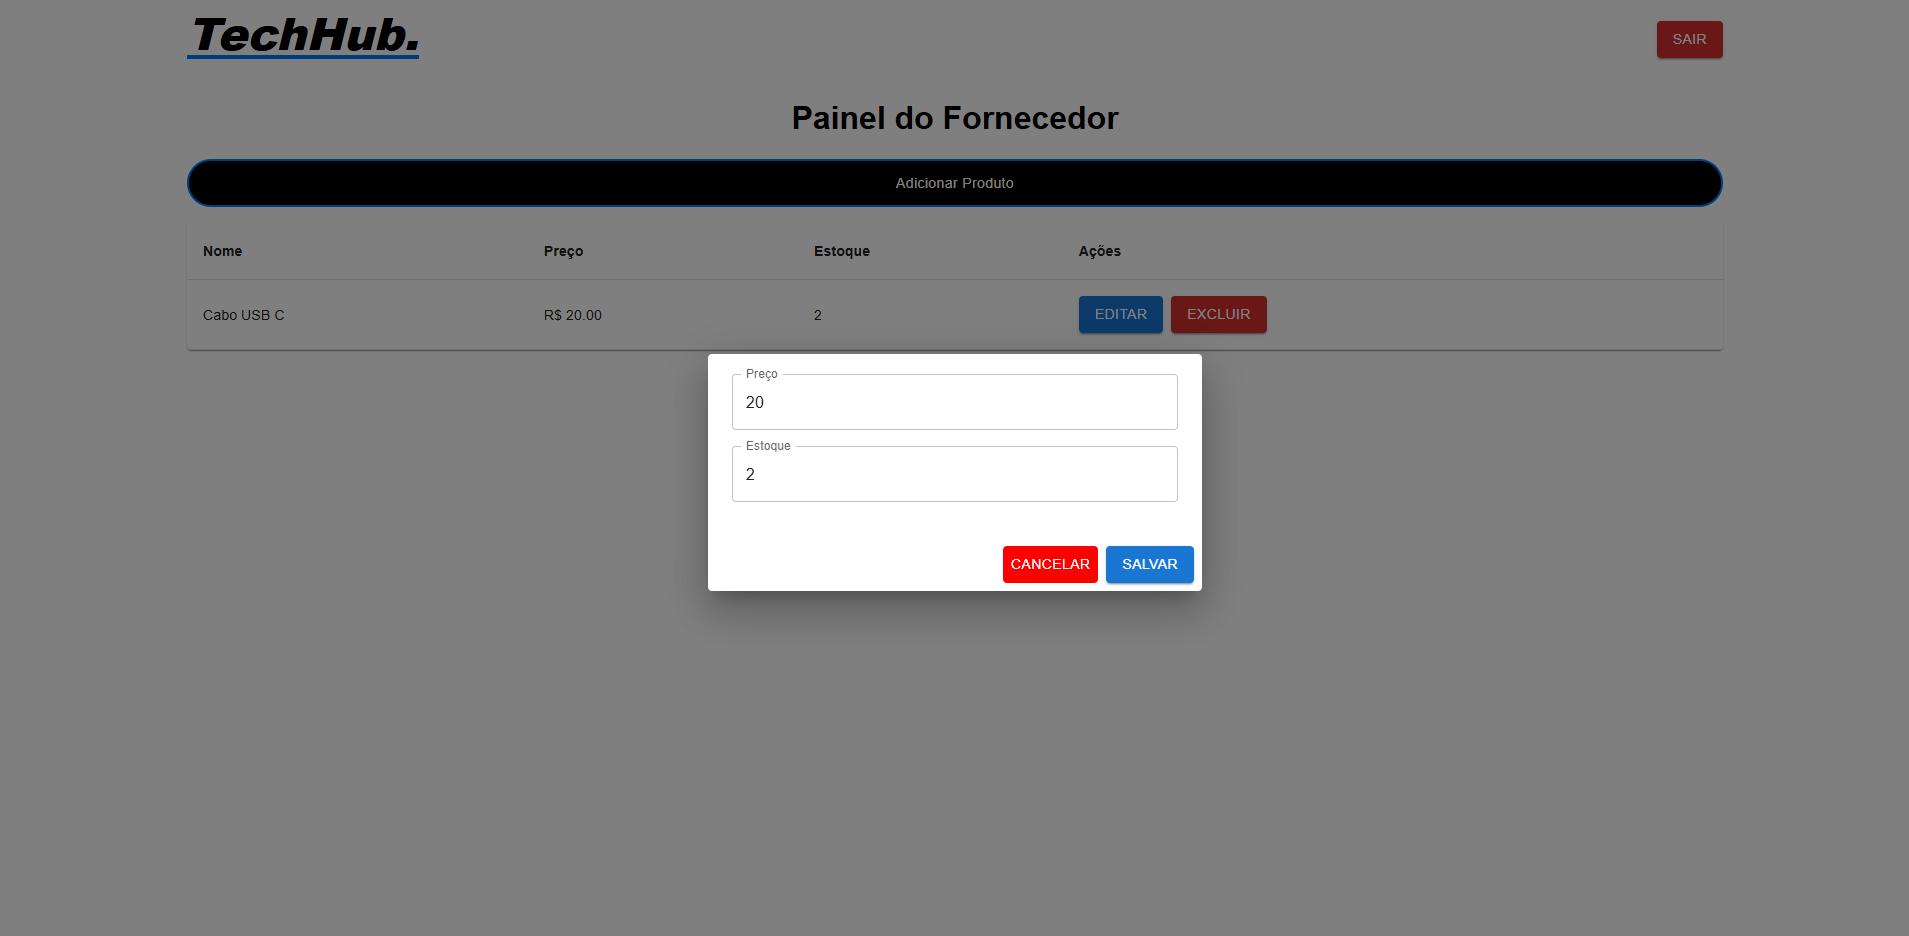 TechHub.
SAIR
Painel do Fornecedor
Adicionar Produto
Nome Preço Estoque Ações
Cabo USB C R$ 20.00 2 EDITAR EXCLUIR
Preço
20
Estoque
2
CANCELAR SALVAR